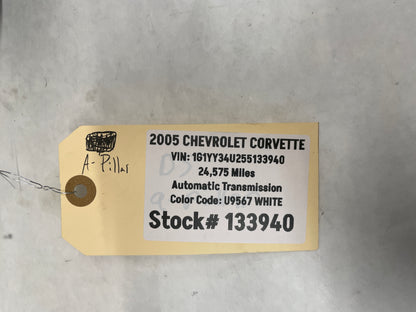 A-Pillar
2005 CHEVROLET CORVETTE
VIN: 1G1YY34U255133940
24,575 Miles
Automatic Transmission
Color Code: U9567 WHITE
Stock# 133940